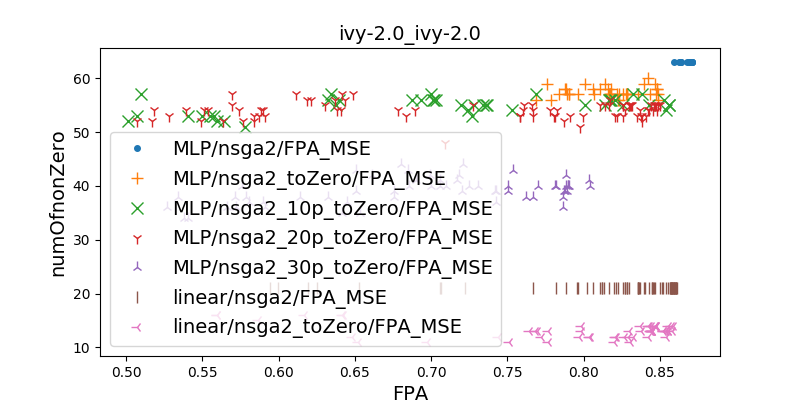 ivy-2.0_ivy-2.0
numOfnonZero
60
50
40
30
20
10
MLP/nsga2/FPA_MSE
MLP/nsga2_toZero/FPA_MSE
MLP/nsga2_10p_toZero/FPA_MSE
MLP/nsga2_20p_toZero/FPA_MSE
MLP/nsga2_30p_toZero/FPA_MSE
linear/nsga2/FPA_MSE
linear/nsga2_toZero/FPA_MSE
0.50 0.55 0.60 0.65 0.70 0.75 0.80 0.85
FPA